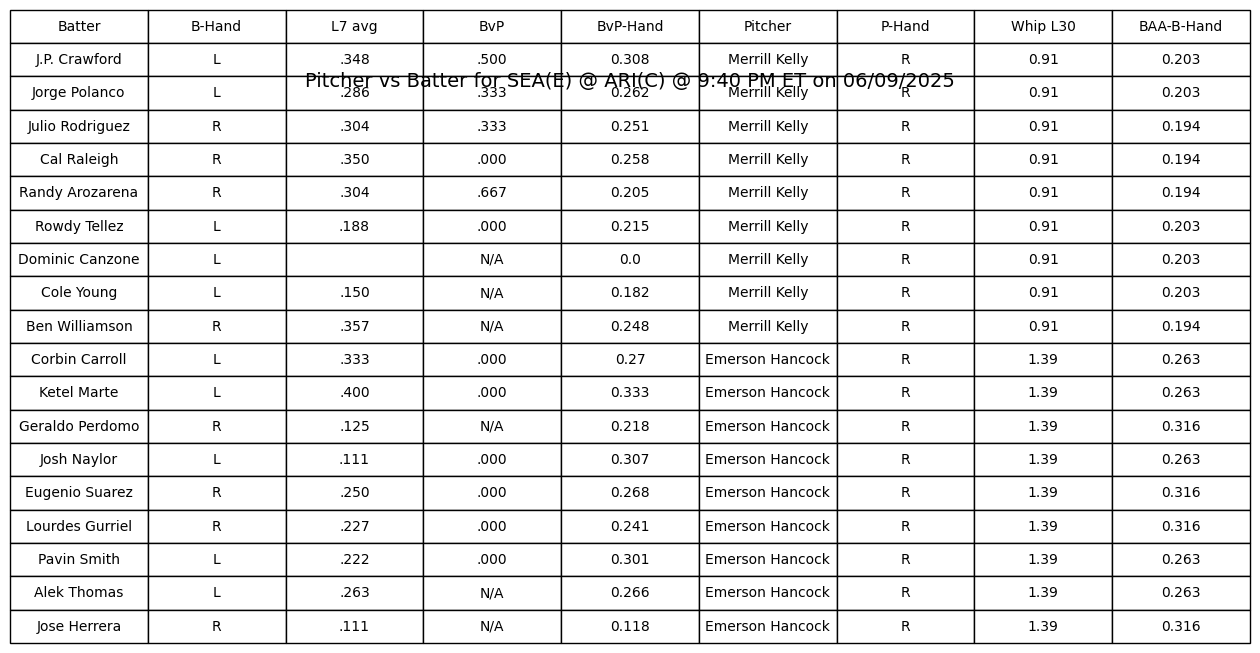 Batter B-Hand L7 avg BvP BvP-Hand Pitcher P-Hand Whip L30 BAA-B-Hand
J.P. Crawford L .348 .500 0.308 Merrill Kelly R 0.91 0.203
Pitcher vs Batter for SEA(E) @ ARI(C) @ 9:40 PM ET on 06/09/2025
Jorge Polanco L .286 .333 0.262 Merrill Kelly R 0.91 0.203
Julio Rodriguez R .304 .333 0.251 Merrill Kelly R 0.91 0.194
Cal Raleigh R .350 .000 0.258 Merrill Kelly R 0.91 0.194
Randy Arozarena R .304 .667 0.205 Merrill Kelly R 0.91 0.194
Rowdy Tellez L .188 .000 0.215 Merrill Kelly R 0.91 0.203
Dominic Canzone L N/A 0.0 Merrill Kelly R 0.91 0.203
Cole Young L .150 N/A 0.182 Merrill Kelly R 0.91 0.203
Ben Williamson R .357 N/A 0.248 Merrill Kelly R 0.91 0.194
Corbin Carroll L .333 .000 0.27 Emerson Hancock R 1.39 0.263
Ketel Marte L .400 .000 0.333 Emerson Hancock R 1.39 0.263
Geraldo Perdomo R .125 N/A 0.218 Emerson Hancock R 1.39 0.316
Josh Naylor L .111 .000 0.307 Emerson Hancock R 1.39 0.263
Eugenio Suarez R .250 .000 0.268 Emerson Hancock R 1.39 0.316
Lourdes Gurriel R .227 .000 0.241 Emerson Hancock R 1.39 0.316
Pavin Smith L .222 .000 0.301 Emerson Hancock R 1.39 0.263
Alek Thomas L .263 N/A 0.266 Emerson Hancock R 1.39 0.263
Jose Herrera R .111 N/A 0.118 Emerson Hancock R 1.39 0.316